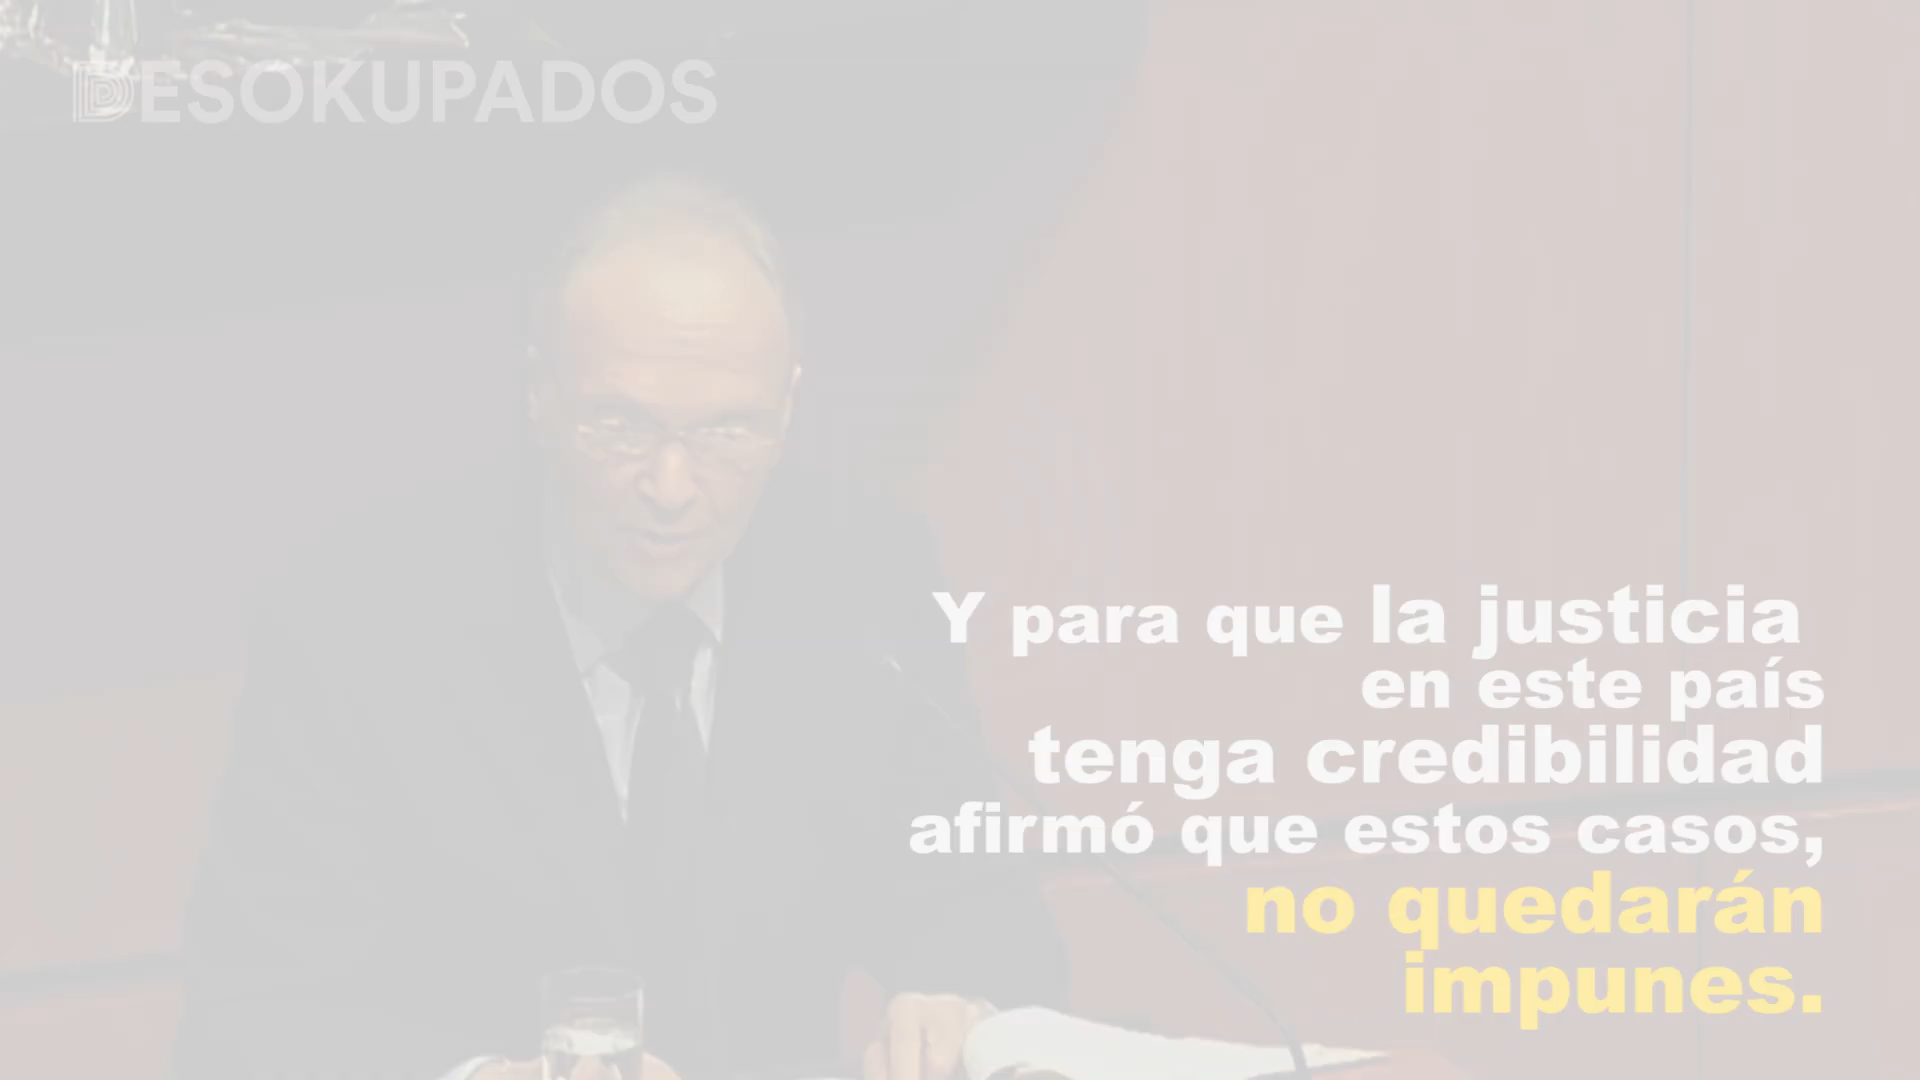 DESOKUPADOS
Y para que la justicia
en este país
tenga credibilidad
afirmó que estos casos,
no quedarán
impunes.